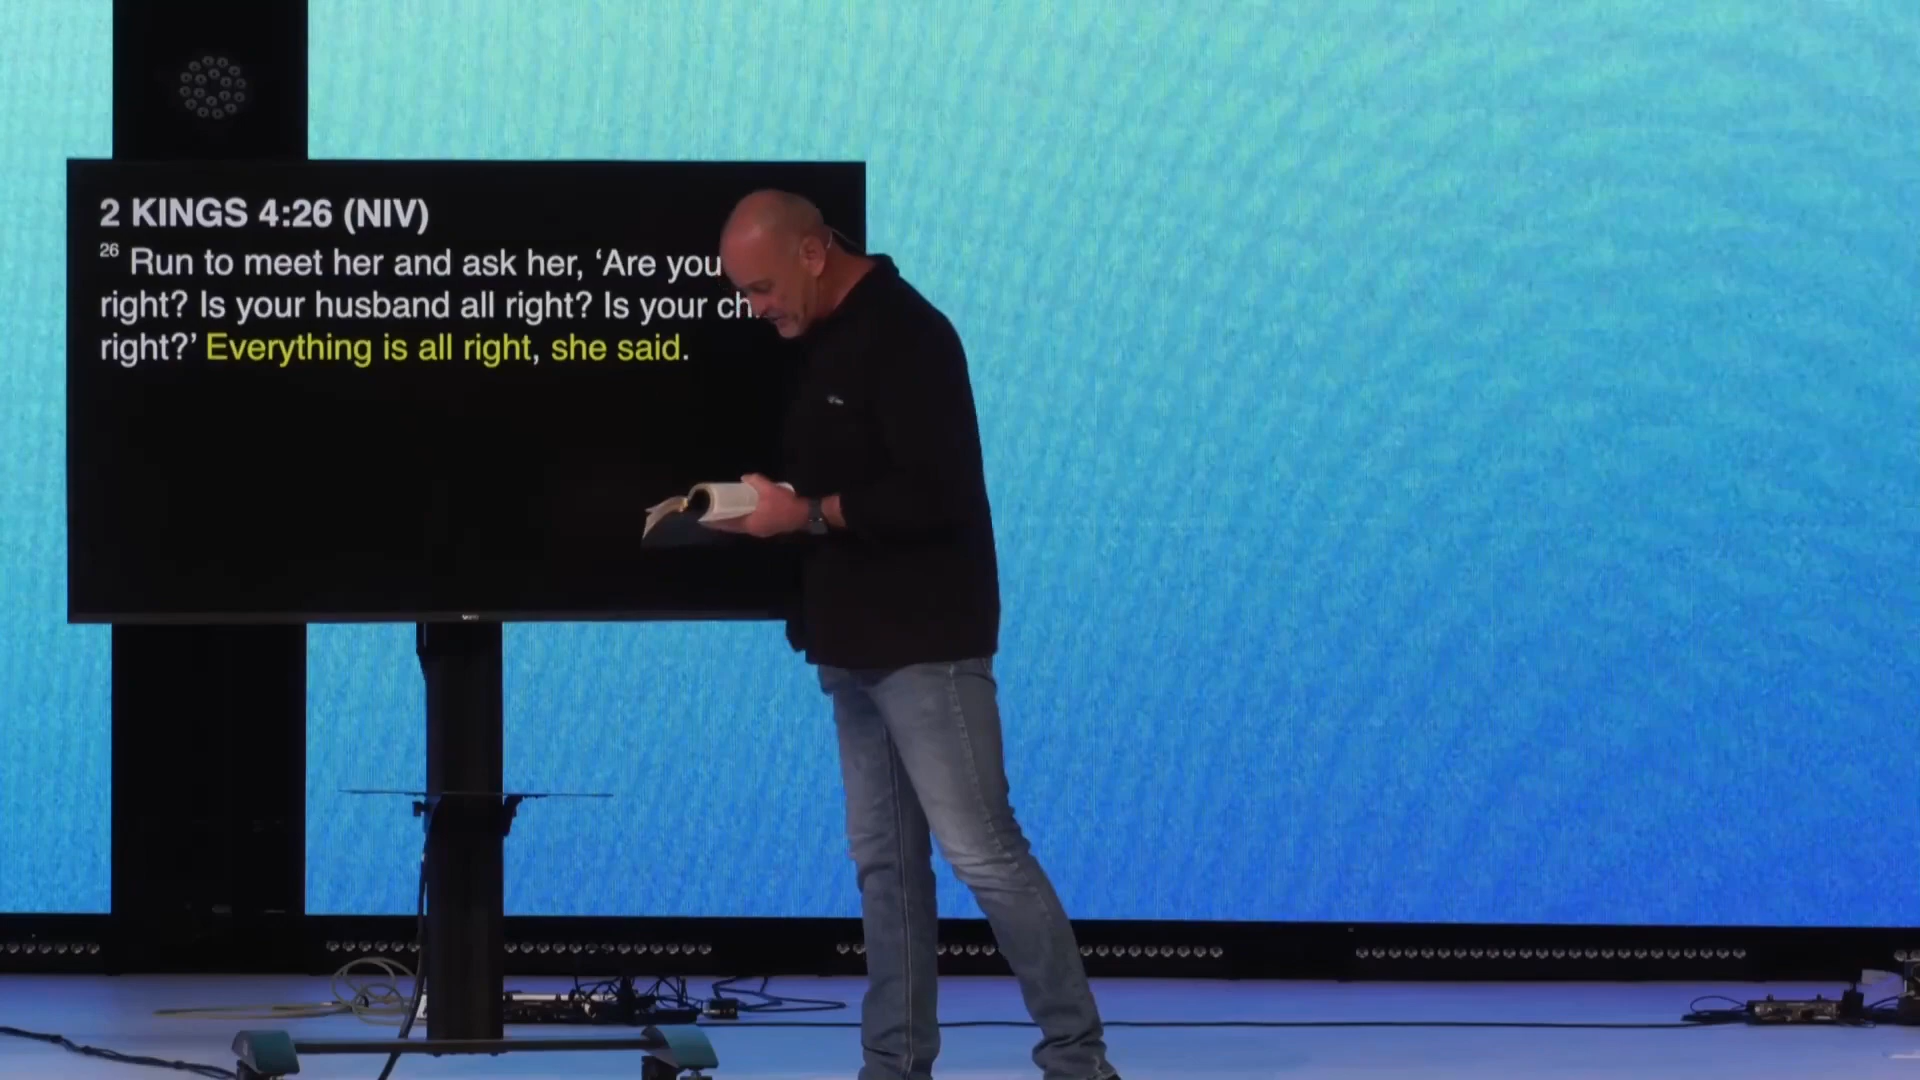 2 KINGS 4:26 (NIV)
26 Run to meet her and ask her, ‘Are you
right? Is your husband all right? Is your
right?’ Everything is all right, she said.